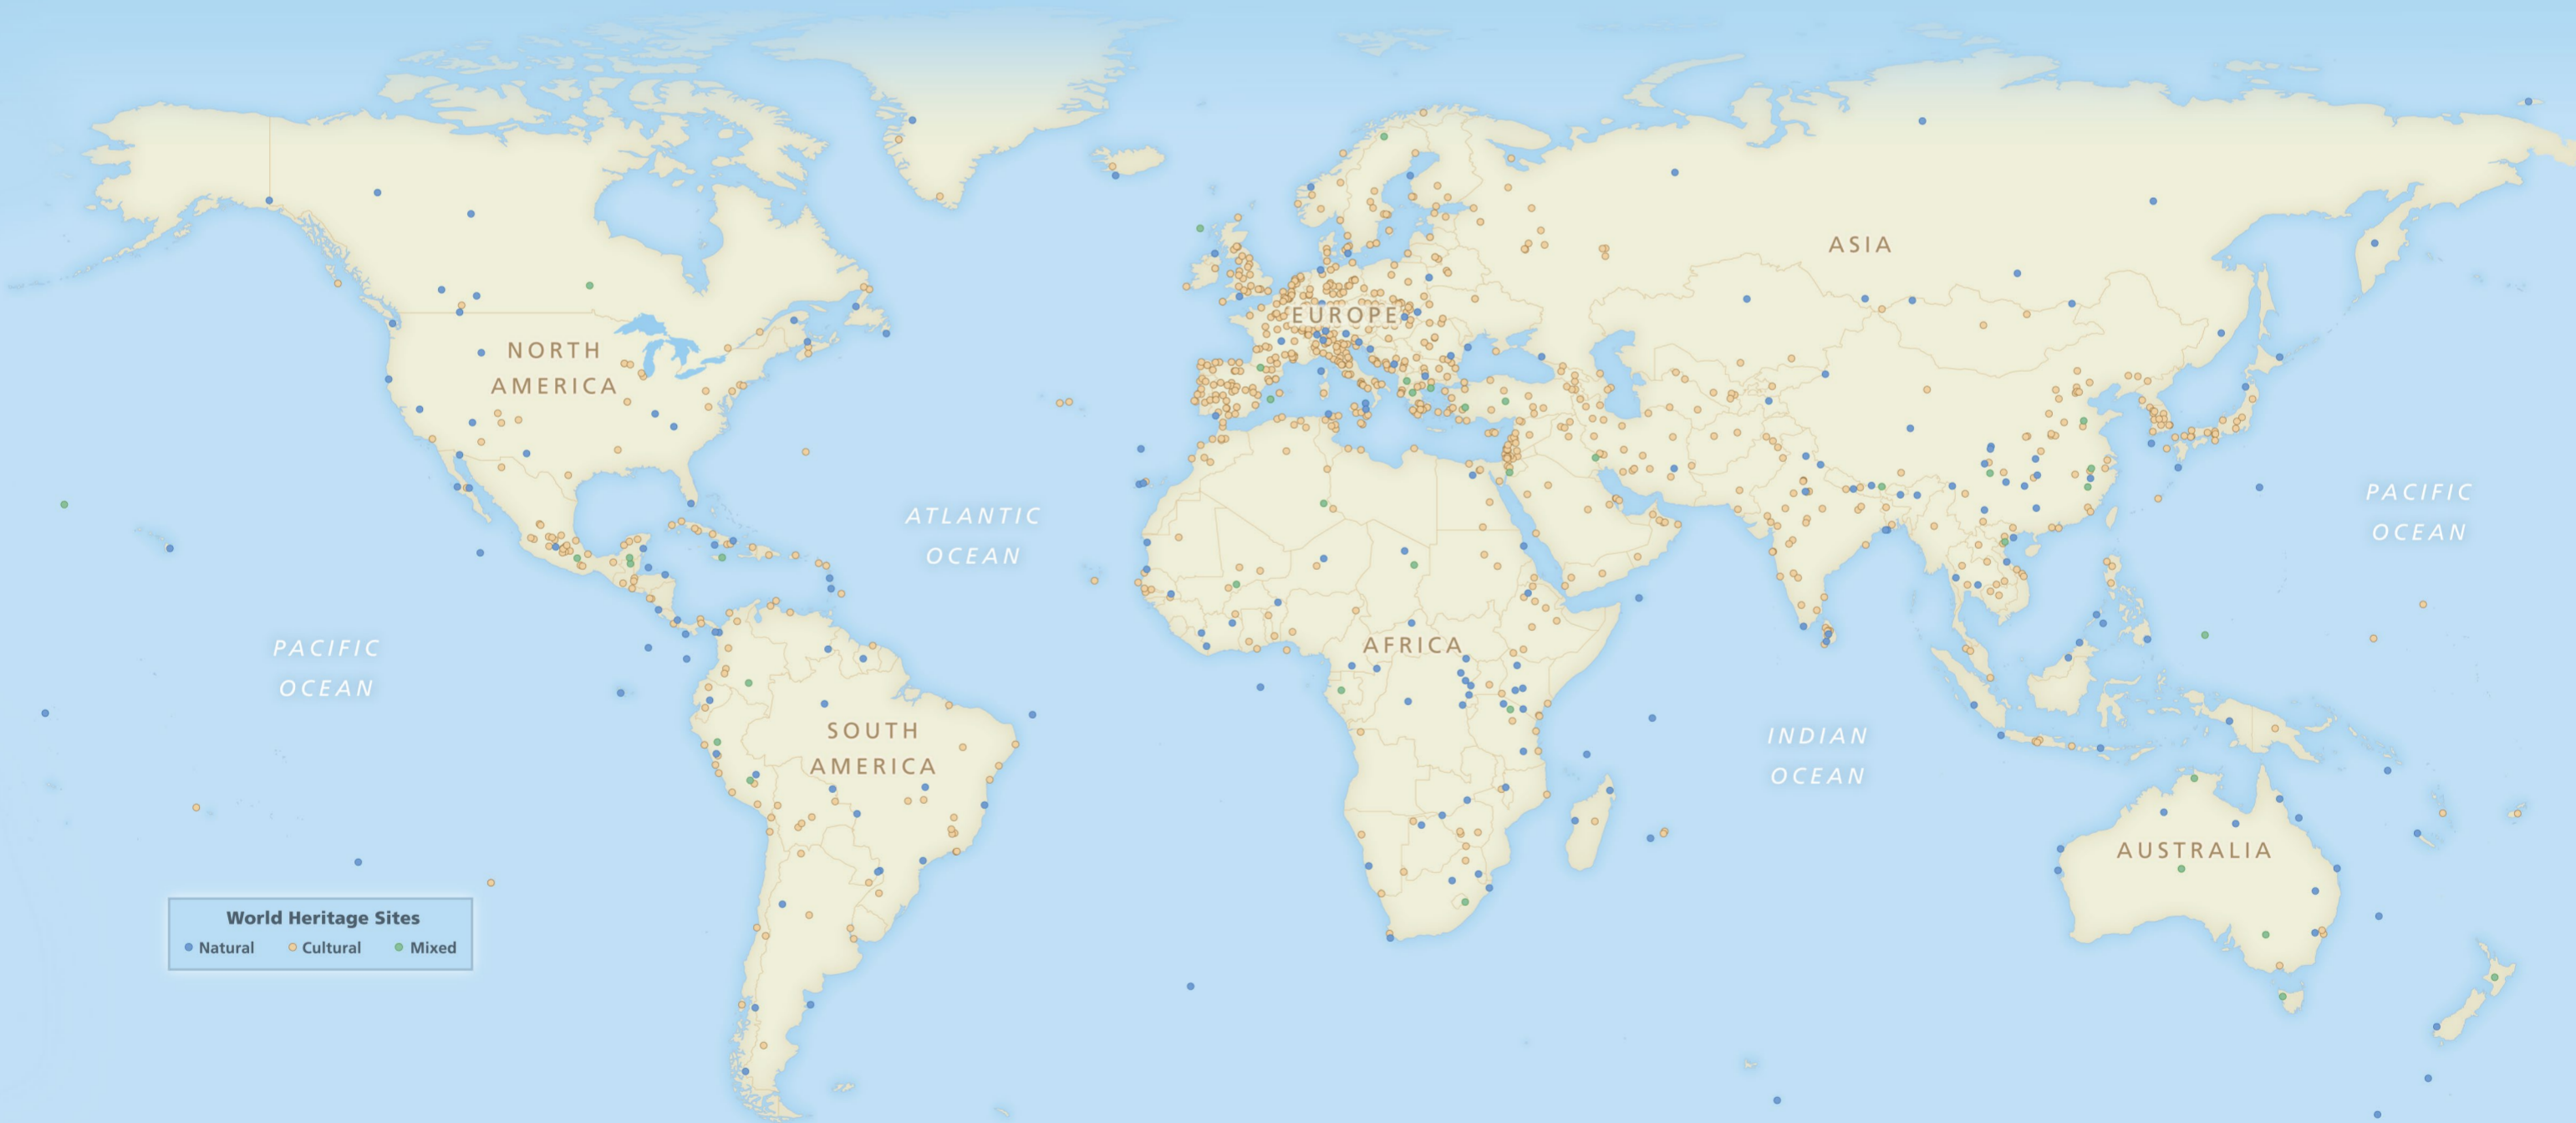 ASIA
EUROPE
NORTH
AMERICA
ATLANTIC
OCEAN
PACIFIC
OCEAN
AFRICA
PACIFIC
OCEAN
SOUTH
AMERICA
INDIAN
OCEAN
AUSTRALIA
World Heritage Sites
Natural Cultural Mixed